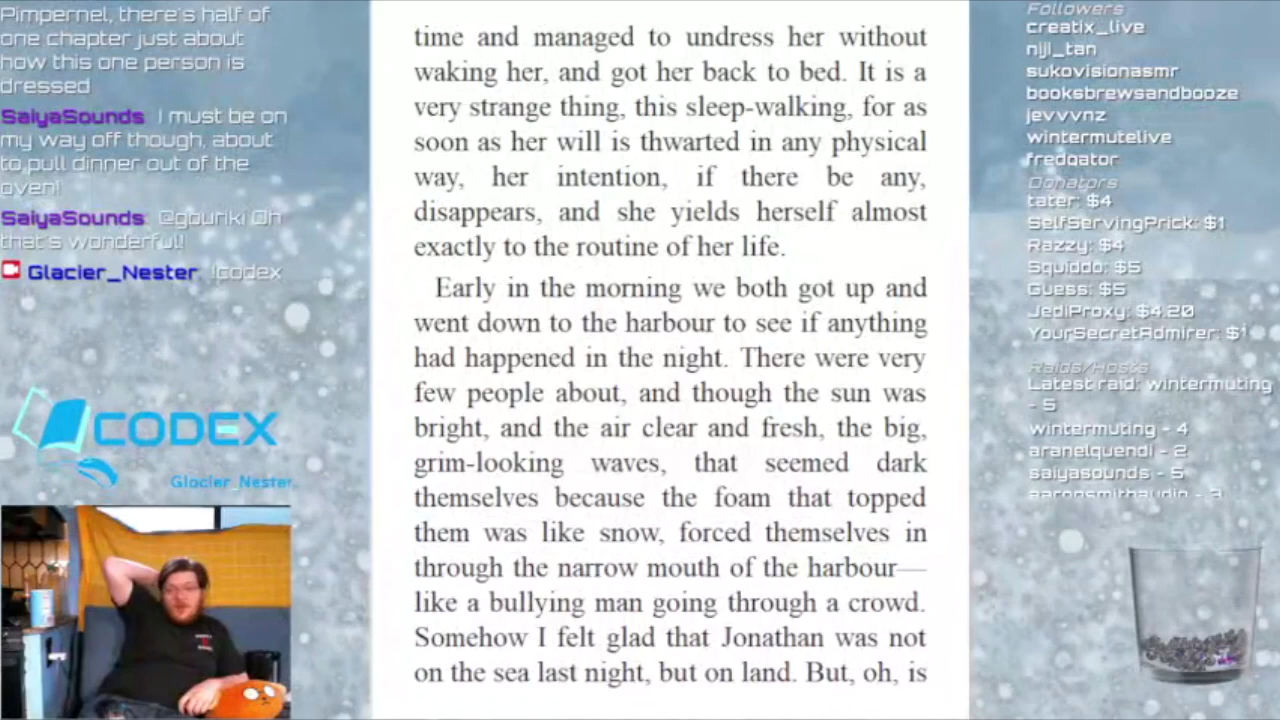 Pimpernel, there's half of
one chapter just about
how this one person is
dressed
SaiyaSounds: I must be on
my way off though, about
to pull dinner out of the
oven!
SaiyaSounds: @gouriki Oh
that's wonderful!
Glacier_Nester: !codex
CODEX
Glacier_Nester
time and managed to undress her without
waking her, and got her back to bed. It is a
very strange thing, this sleep-walking, for as
soon as her will is thwarted in any physical
way, her intention, if there be any,
disappears, and she yields herself almost
exactly to the routine of her life.
Early in the morning we both got up and
went down to the harbour to see if anything
had happened in the night. There were very
few people about, and though the sun was
bright, and the air clear and fresh, the big,
grim-looking waves, that seemed dark
themselves because the foam that topped
them was like snow, forced themselves in
through the narrow mouth of the harbour—
like a bullying man going through a crowd.
Somehow I felt glad that Jonathan was not
on the sea last night, but on land. But, oh, is
Followers
creatix_live
niji_tan
sukovisionasmr
booksbrewsandbooze
jevvvnz
wintermutelive
fredgator
Donators
tater: $4
SelfServingPrick: $1
Razzy: $4
Squiddo: $5
Guess: $5
JediProxy: $4.20
YourSecretAdmirer: $1
Raids/Hosts
Latest raid: wintermuting
- 5
wintermuting - 4
aranelquendi - 2
saiyasounds - 5